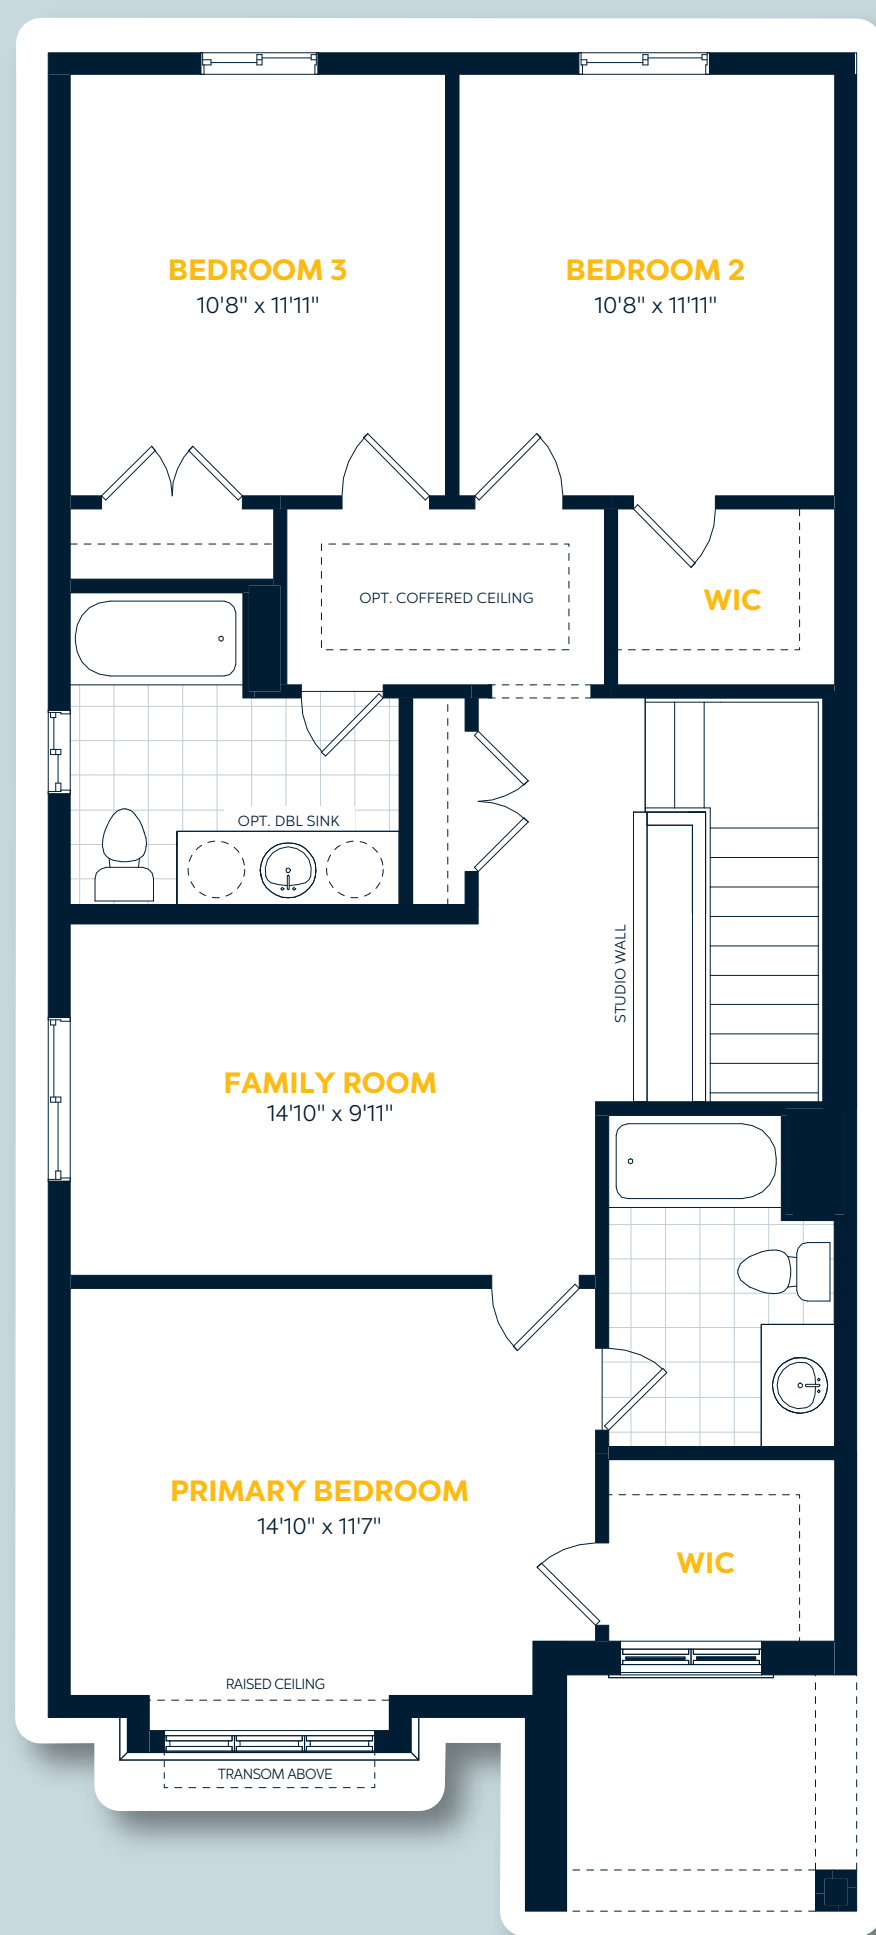 BEDROOM 3
10'8" x 11'11"
BEDROOM 2
10'8" x 11'11"
OPT. COFFERED CEILING
WIC
OPT. DBL SINK
STUDIO WALL
FAMILY ROOM
14'10" x 9'11"
PRIMARY BEDROOM
14'10" x 11'7"
WIC
RAISED CEILING
TRANSOM ABOVE